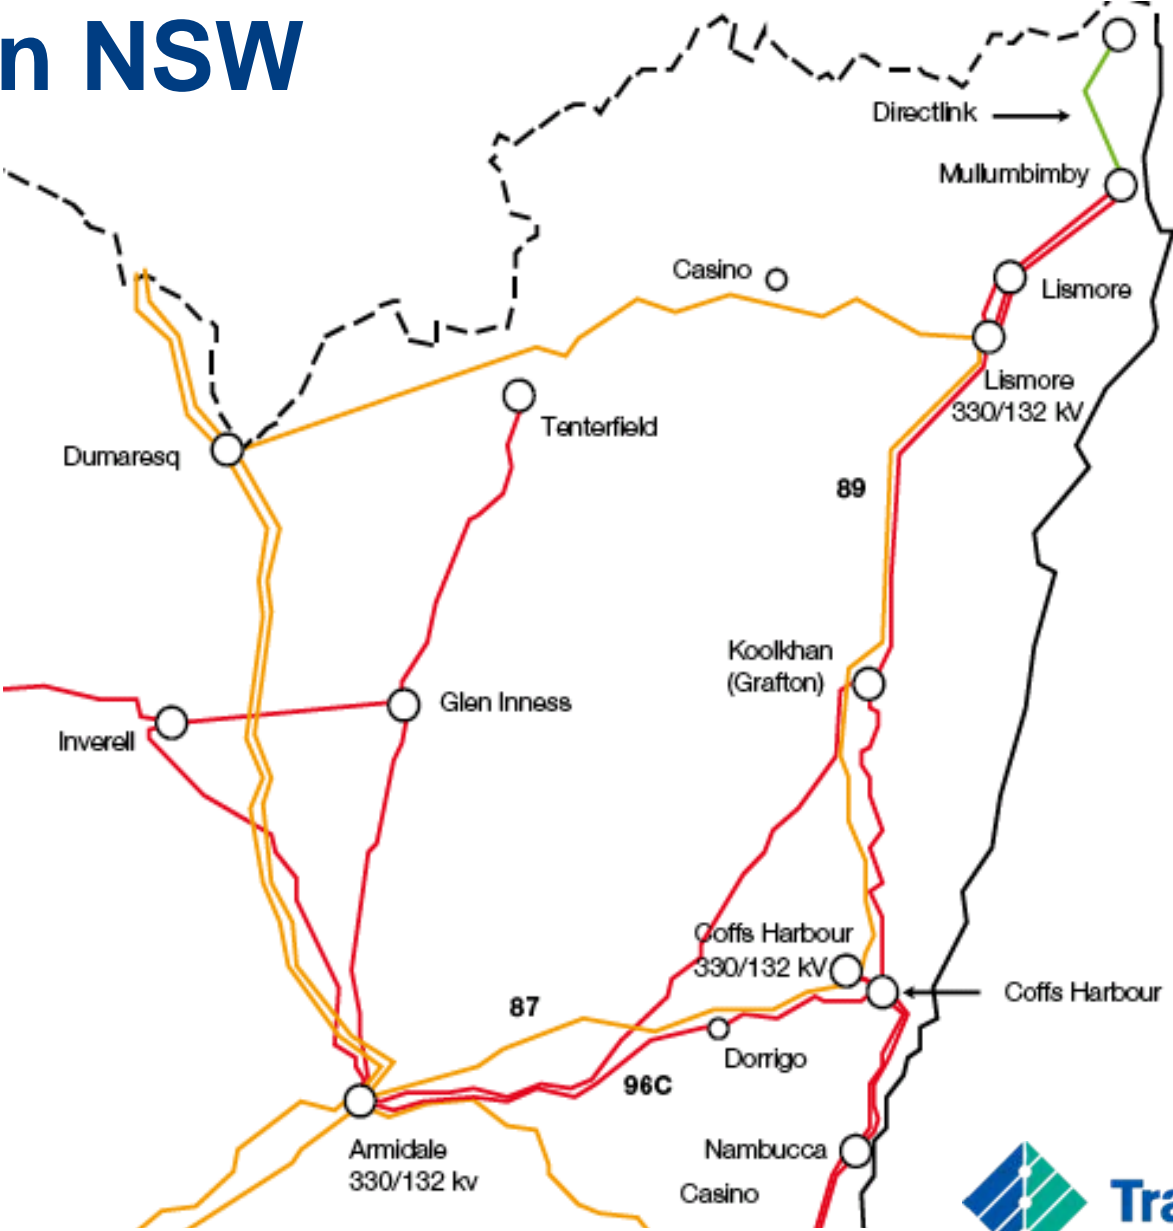 n NSW
Directlink
Mullumbimby
Casino
Lismore
Lismore
330/132 kV
Tenterfield
Dumaresq
89
Koolkhan
(Grafton)
Glen Inness
Inverell
Coffs Harbour
330/132 kV
87
Coffs Harbour
Dorrigo
96C
Armidale
330/132 kv
Nambucca
Casino
Tra